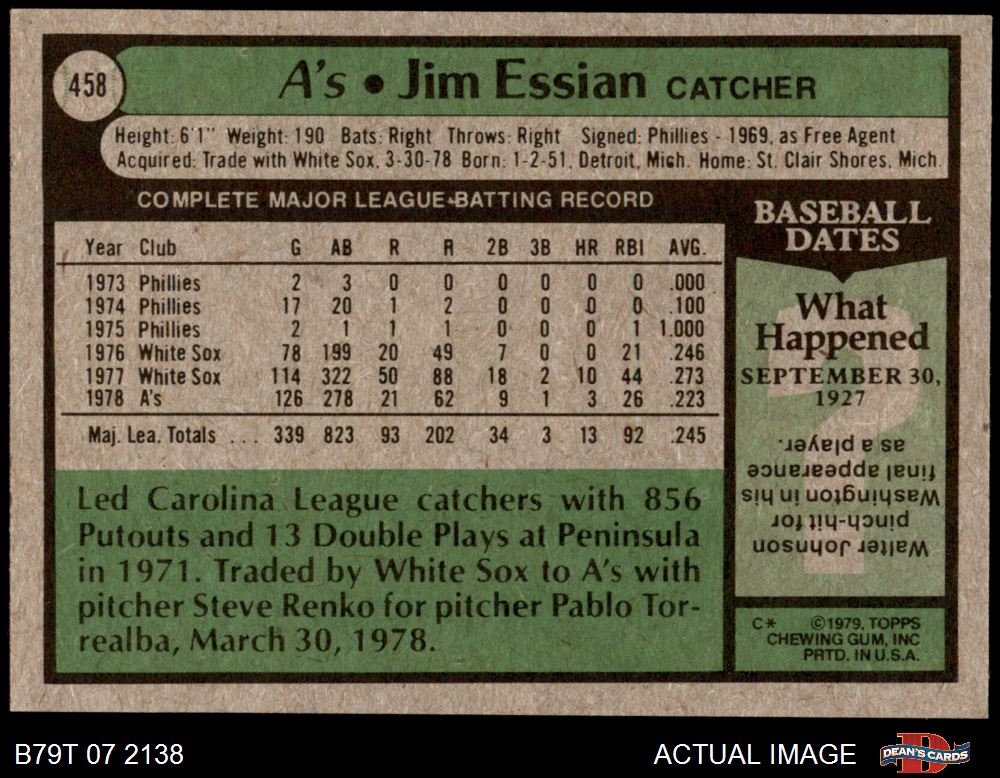 458
A's • Jim Essian CATCHER
Height: 6'1" Weight: 190 Bats: Right Throws: Right Signed: Phillies - 1969, as Free Agent
Acquired: Trade with White Sox, 3-30-78 Born: 1-2-51, Detroit, Mich. Home: St. Clair Shores, Mich.
COMPLETE MAJOR LEAGUE BATTING RECORD
Year Club G AB R H 2B 3B HR RBI AVG.
1973 Phillies 2 3 0 0 0 0 0 0 .000
1974 Phillies 17 20 1 2 0 0 0 0 .100
1975 Phillies 2 1 1 1 0 0 0 1 1.000
1976 White Sox 78 199 20 49 7 0 0 21 .246
1977 White Sox 114 322 50 88 18 2 10 44 .273
1978 A's 126 278 21 62 9 1 3 26 .223
Maj. Lea. Totals ... 339 823 93 202 34 3 13 92 .245
Led Carolina League catchers with 856
Putouts and 13 Double Plays at Peninsula
in 1971. Traded by White Sox to A's with
pitcher Steve Renko for pitcher Pablo Tor-
realba, March 30, 1978.
BASEBALL
DATES
What
Happened
SEPTEMBER 30,
1927
Walter Johnson
pinch-hit for
Washington in his
final appearance
as a player.
C* ©1979, TOPPS
CHEWING GUM, INC
PRTD. IN U.S.A.
B79T 07 2138
ACTUAL IMAGE
DEAN'S CARDS